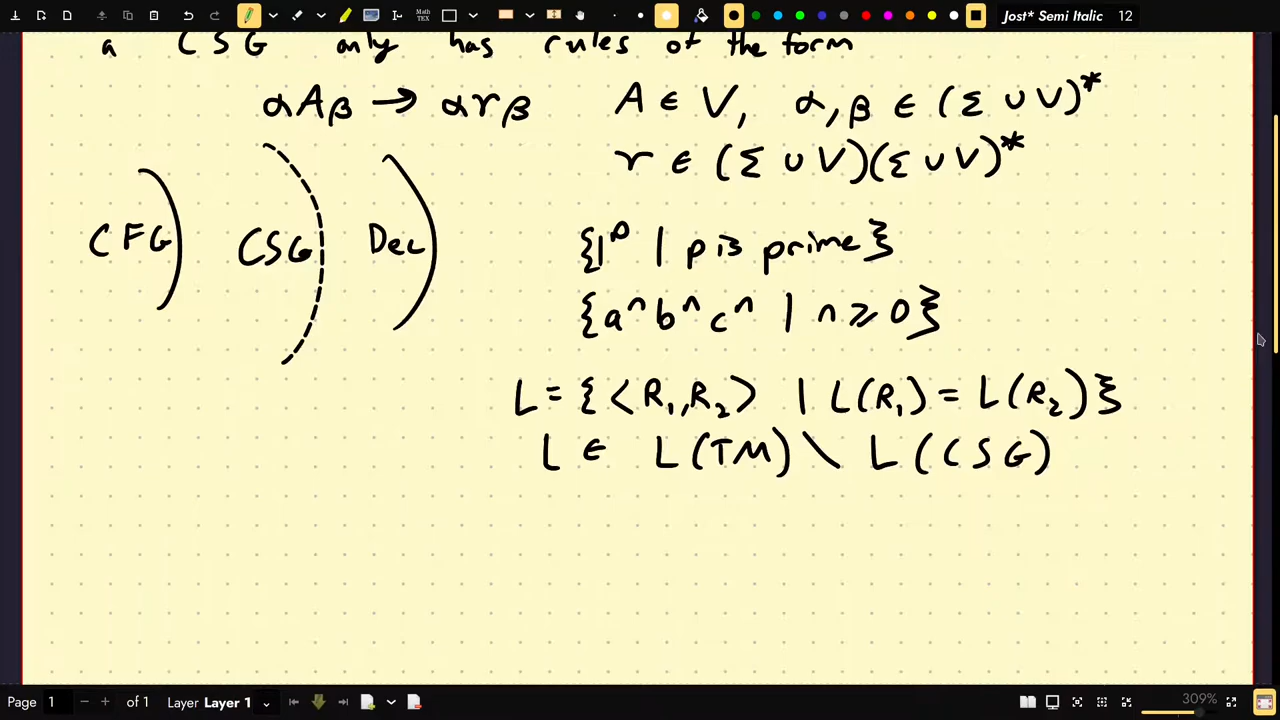 Jost* Semi Italic 12
a CSG only has rules of the form
αAβ → αrβ A ∈ V, α,β ∈ (Σ ∪ V)*
r ∈ (Σ ∪ V)(Σ ∪ V)*
CFG) CSG) Dec)
{1^p | p is prime}
{a^n b^n c^n | n ⩾ 0}
L = {<R₁,R₂> | L(R₁) = L(R₂)}
L ∈ L(TM) \ L(CSG)
Page 1 of 1 Layer Layer 1 309%